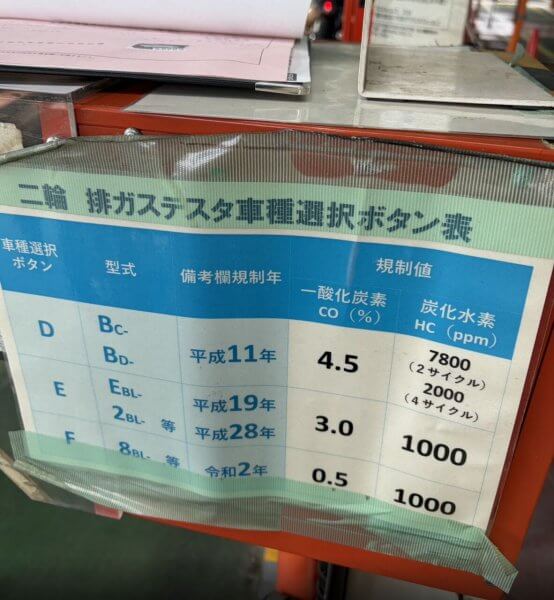 二輪 排ガステスタ車種選択ボタン表
車種選択
ボタン
型式
備考欄規制年
規制値
一酸化炭素
CO（%）
炭化水素
HC（ppm）
D
BC-
BD-
平成11年
4.5
7800
（2サイクル）
2000
（4サイクル）
E
EBL-
2BL- 等
平成19年
平成28年
3.0
1000
F
8BL- 等
令和2年
0.5
1000